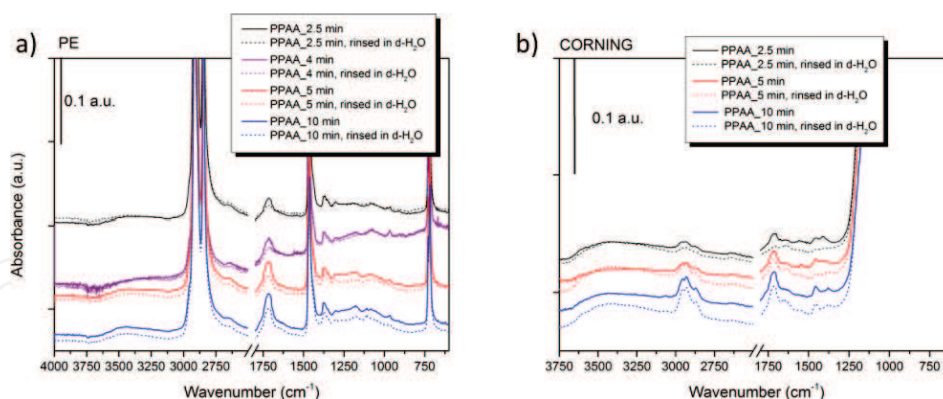 a)
PE
PPAA_2.5 min
PPAA_2.5 min, rinsed in d-H₂O
PPAA_4 min
PPAA_4 min, rinsed in d-H₂O
PPAA_5 min
PPAA_5 min, rinsed in d-H₂O
PPAA_10 min
PPAA_10 min, rinsed in d-H₂O
0.1 a.u.
Absorbance (a.u.)
4000 3500 3000 2500 1750 1500 1250 1000 750
Wavenumber (cm⁻¹)
b)
CORNING
PPAA_2.5 min
PPAA_2.5 min, rinsed in d-H₂O
PPAA_5 min
PPAA_5 min, rinsed in d-H₂O
PPAA_10 min
PPAA_10 min, rinsed in d-H₂O
0.1 a.u.
3750 3500 3250 3000 2750 2500 1750 1500 1250 1000 750
Wavenumber (cm⁻¹)